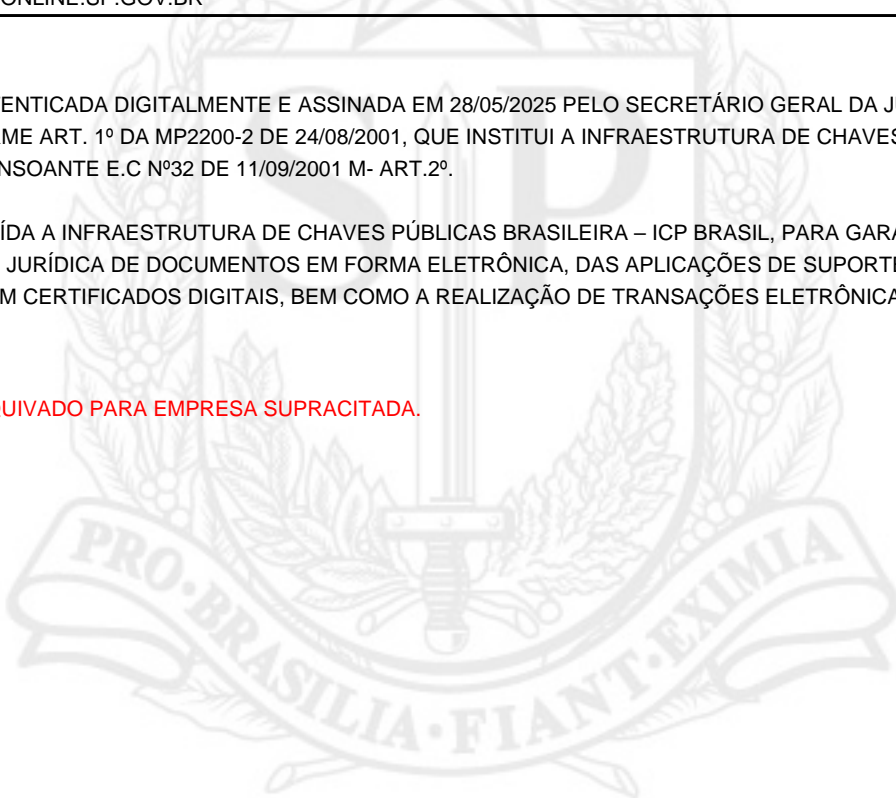 ONLINE.SP.GOV.BR
ENTICADA DIGITALMENTE E ASSINADA EM 28/05/2025 PELO SECRETÁRIO GERAL DA J
ME ART. 1º DA MP2200-2 DE 24/08/2001, QUE INSTITUI A INFRAESTRUTURA DE CHAVES
NSOANTE E.C Nº32 DE 11/09/2001 M- ART.2º.
ÍDA A INFRAESTRUTURA DE CHAVES PÚBLICAS BRASILEIRA – ICP BRASIL, PARA GARA
JURÍDICA DE DOCUMENTOS EM FORMA ELETRÔNICA, DAS APLICAÇÕES DE SUPORTE
M CERTIFICADOS DIGITAIS, BEM COMO A REALIZAÇÃO DE TRANSAÇÕES ELETRÔNICA
UIVADO PARA EMPRESA SUPRACITADA.
SP
PRO·BRASILIA·FIANT·EXIMIA